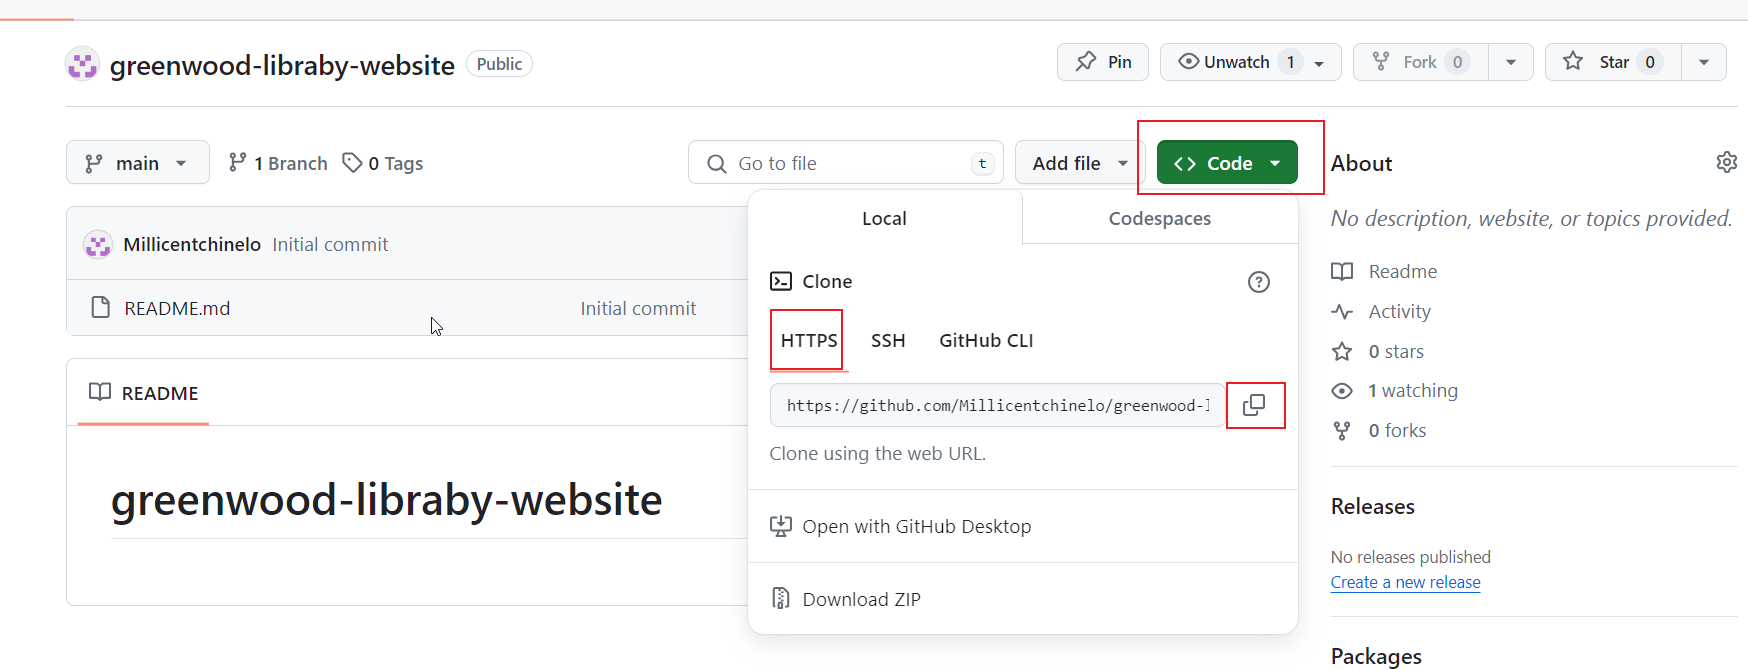 greenwood-libraby-website Public
Pin
Unwatch 1
Fork 0
Star 0
main
1 Branch
0 Tags
Go to file t
Add file
Code
Local
Codespaces
Millicentchinelo Initial commit
README.md Initial commit
Clone
HTTPS
SSH
GitHub CLI
https://github.com/Millicentchinelo/greenwood-
Clone using the web URL.
Open with GitHub Desktop
Download ZIP
README
greenwood-libraby-website
About
No description, website, or topics provided.
Readme
Activity
0 stars
1 watching
0 forks
Releases
No releases published
Create a new release
Packages